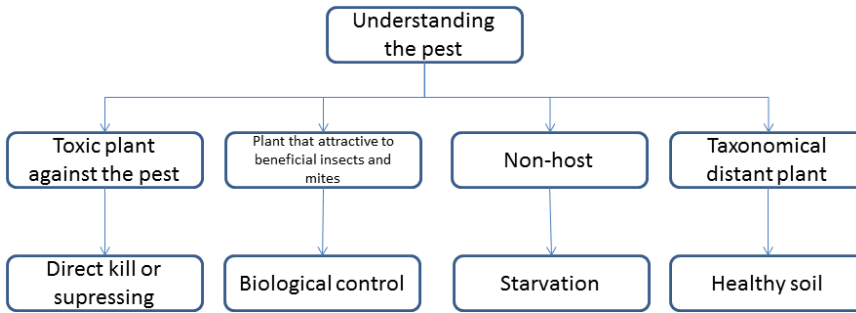 Understanding
the pest
Toxic plant
against the pest
Plant that attractive to
beneficial insects and
mites
Non-host
Taxonomical
distant plant
Direct kill or
supressing
Biological control
Starvation
Healthy soil